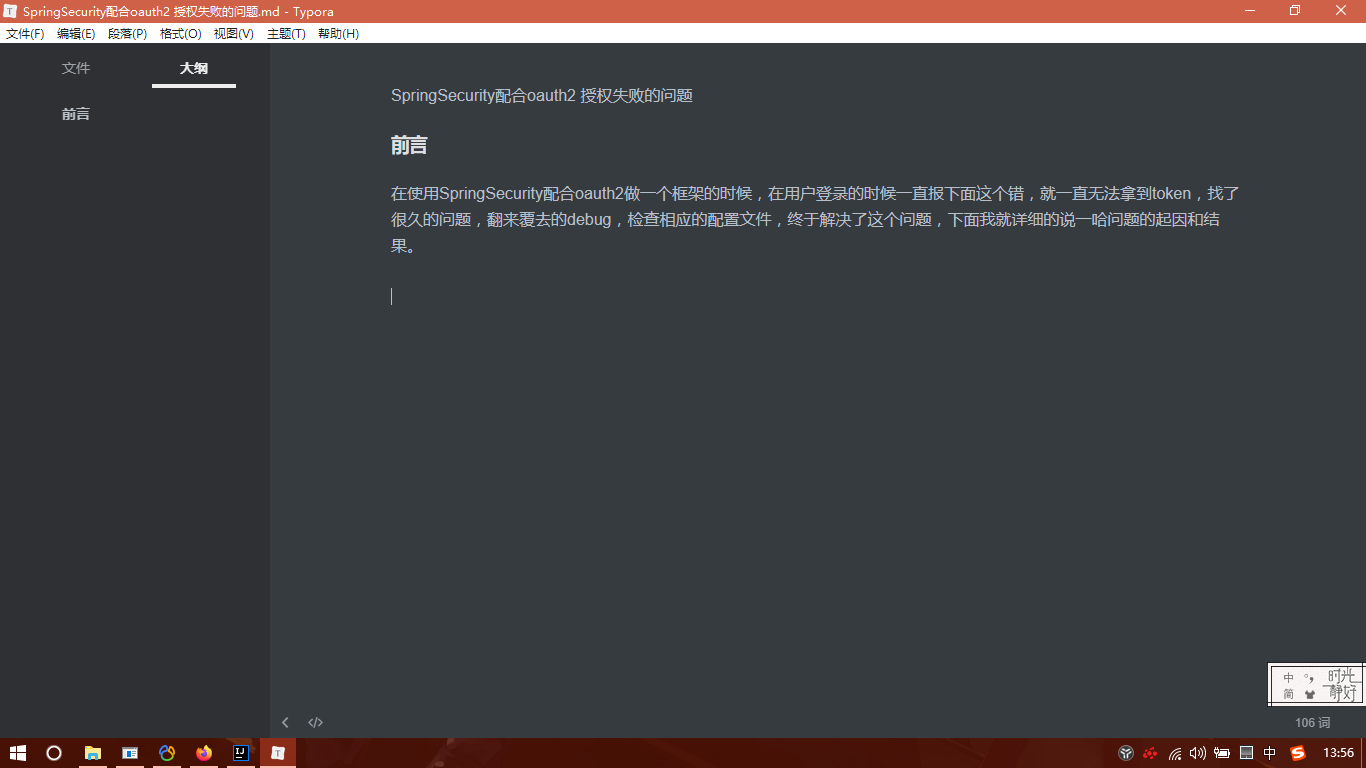 SpringSecurity配合oauth2 授权失败的问题.md - Typora
文件(F) 编辑(E) 段落(P) 格式(O) 视图(V) 主题(T) 帮助(H)
文件 大纲
前言
SpringSecurity配合oauth2 授权失败的问题
前言
在使用SpringSecurity配合oauth2做一个框架的时候，在用户登录的时候一直报下面这个错，就一直无法拿到token，找了
很久的问题，翻来覆去的debug，检查相应的配置文件，终于解决了这个问题，下面我就详细的说一哈问题的起因和结
果。
中 °， 时光
简 静好
106 词
IJ T 中 13:56